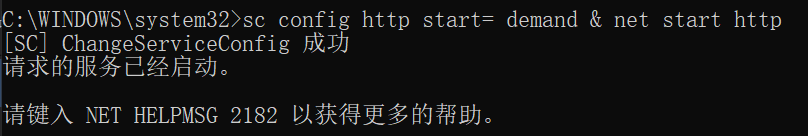 C:\WINDOWS\system32>sc config http start= demand & net start http
[SC] ChangeServiceConfig 成功
请求的服务已经启动。
请键入 NET HELPMSG 2182 以获得更多的帮助。